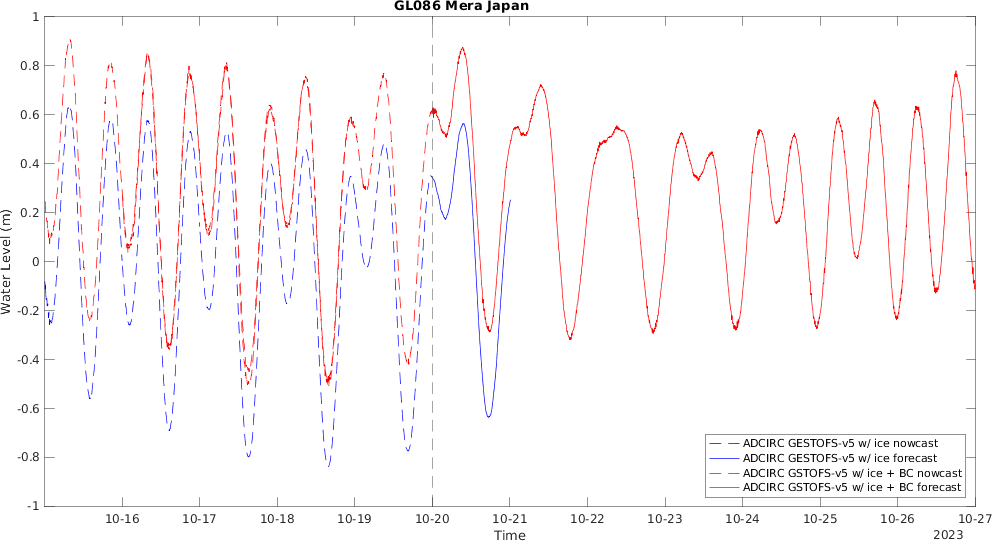 GL086 Mera Japan
1
0.8
0.6
0.4
0.2
0
-0.2
-0.4
-0.6
-0.8
-1
Water Level (m)
ADCIRC GESTOFS-v5 w/ ice nowcast
ADCIRC GESTOFS-v5 w/ ice forecast
ADCIRC GSTOFS-v5 w/ ice + BC nowcast
ADCIRC GSTOFS-v5 w/ ice + BC forecast
10-16 10-17 10-18 10-19 10-20 10-21 10-22 10-23 10-24 10-25 10-26 10-27
Time
2023